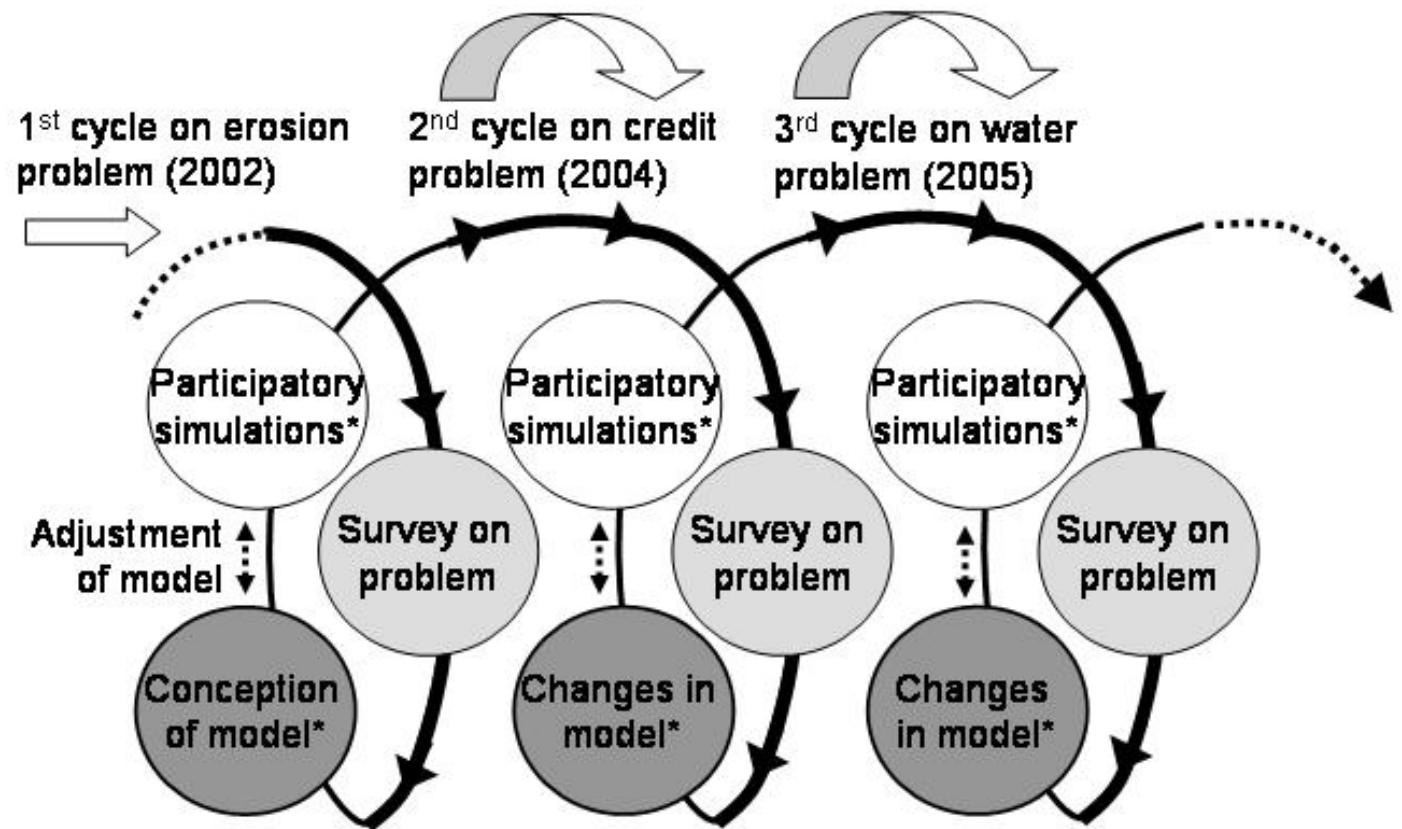 1st cycle on erosion
problem (2002)
2nd cycle on credit
problem (2004)
3rd cycle on water
problem (2005)
Participatory
simulations*
Participatory
simulations*
Participatory
simulations*
Adjustment
of model
Survey on
problem
Survey on
problem
Survey on
problem
Conception
of model*
Changes in
model*
Changes
in model*